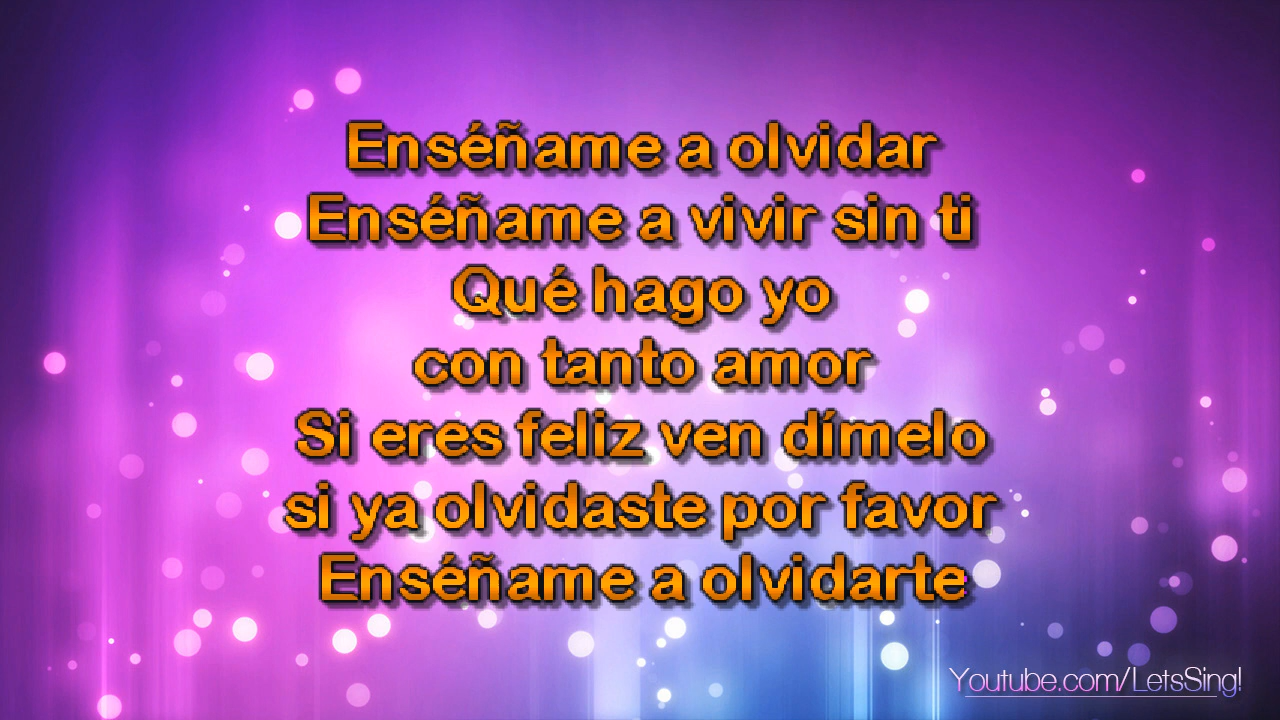 Enséñame a olvidar
Enséñame a vivir sin ti
Qué hago yo
con tanto amor
Si eres feliz ven dímelo
si ya olvidaste por favor
Enséñame a olvidarte
Youtube.com/LetsSing!